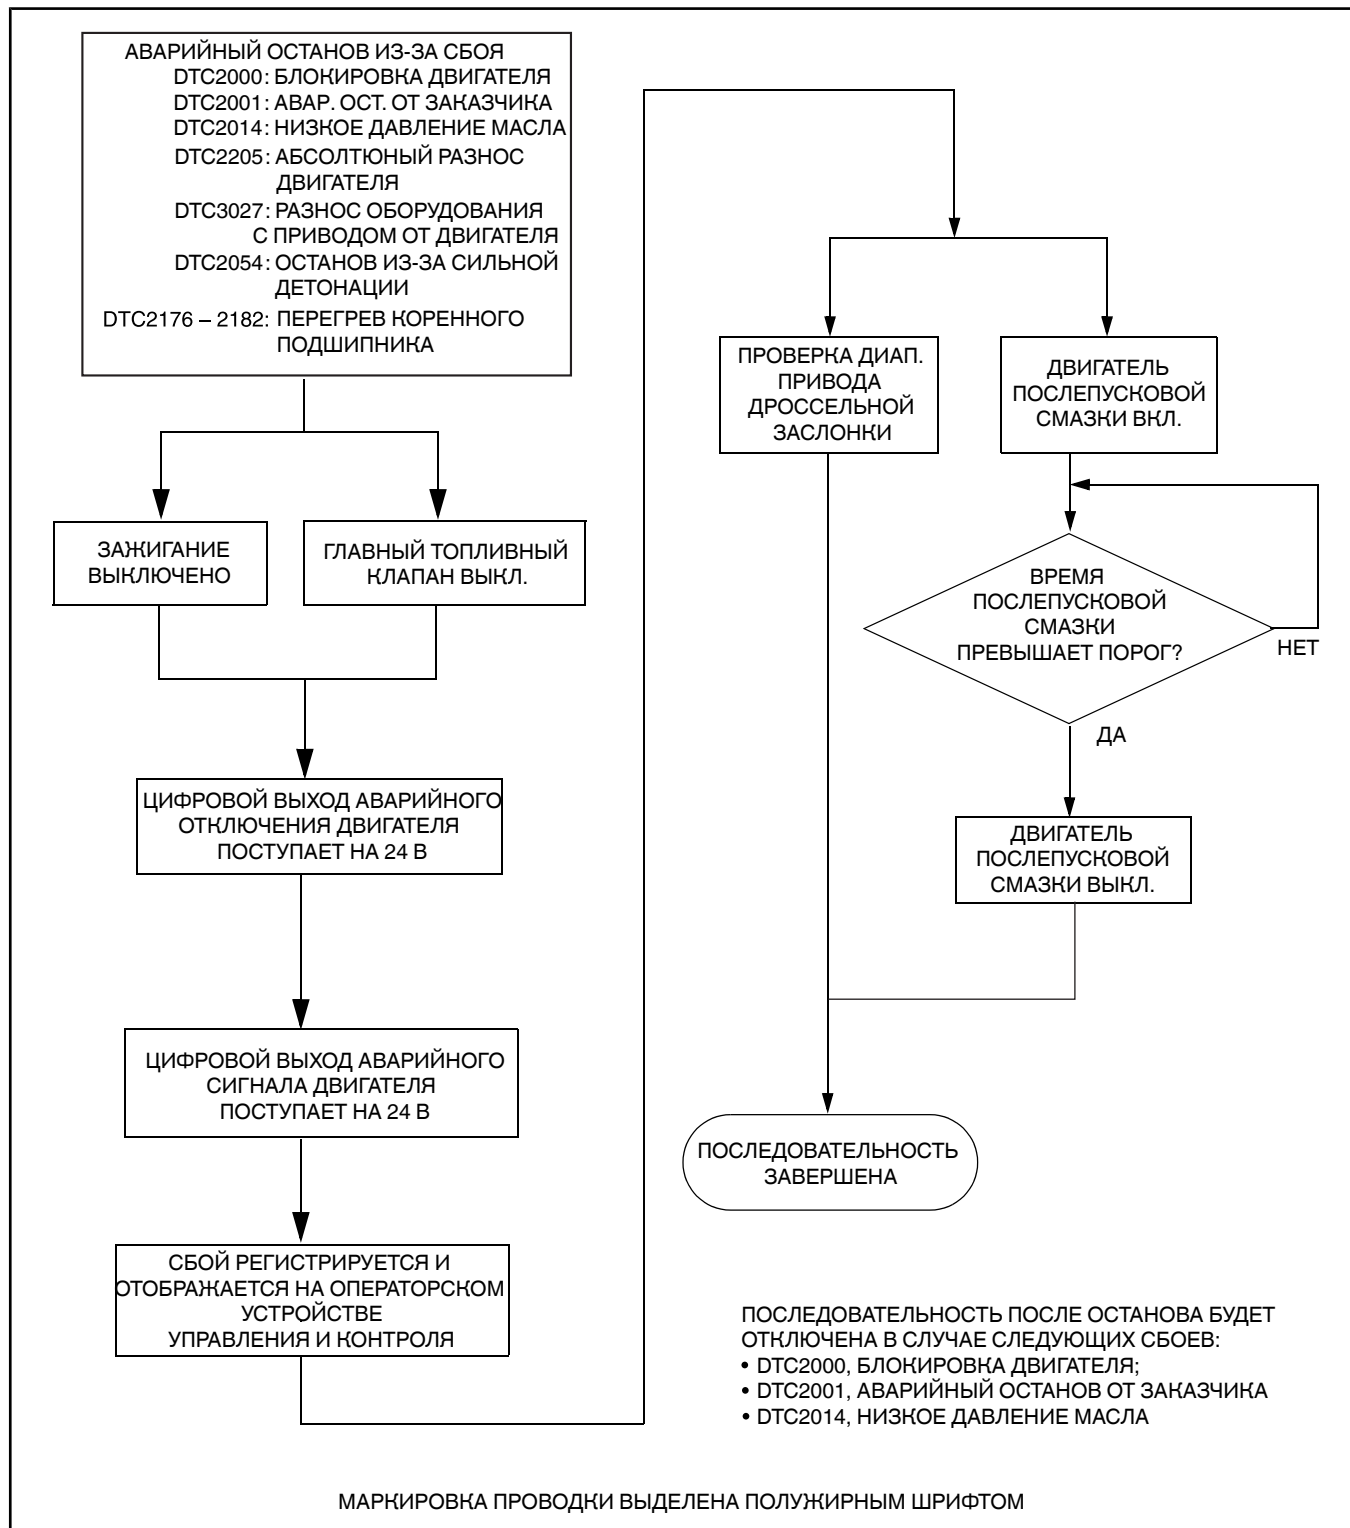 АВАРИЙНЫЙ ОСТАНОВ ИЗ-ЗА СБОЯ
DTC2000: БЛОКИРОВКА ДВИГАТЕЛЯ
DTC2001: АВАР. ОСТ. ОТ ЗАКАЗЧИКА
DTC2014: НИЗКОЕ ДАВЛЕНИЕ МАСЛА
DTC2205: АБСОЛТЮНЫЙ РАЗНОС
ДВИГАТЕЛЯ
DTC3027: РАЗНОС ОБОРУДОВАНИЯ
С ПРИВОДОМ ОТ ДВИГАТЕЛЯ
DTC2054: ОСТАНОВ ИЗ-ЗА СИЛЬНОЙ
ДЕТОНАЦИИ
DTC2176 – 2182: ПЕРЕГРЕВ КОРЕННОГО
ПОДШИПНИКА
ЗАЖИГАНИЕ
ВЫКЛЮЧЕНО
ГЛАВНЫЙ ТОПЛИВНЫЙ
КЛАПАН ВЫКЛ.
ЦИФРОВОЙ ВЫХОД АВАРИЙНОГО
ОТКЛЮЧЕНИЯ ДВИГАТЕЛЯ
ПОСТУПАЕТ НА 24 В
ЦИФРОВОЙ ВЫХОД АВАРИЙНОГО
СИГНАЛА ДВИГАТЕЛЯ
ПОСТУПАЕТ НА 24 В
СБОЙ РЕГИСТРИРУЕТСЯ И
ОТОБРАЖАЕТСЯ НА ОПЕРАТОРСКОМ
УСТРОЙСТВЕ
УПРАВЛЕНИЯ И КОНТРОЛЯ
ПРОВЕРКА ДИАП.
ПРИВОДА
ДРОССЕЛЬНОЙ
ЗАСЛОНКИ
ДВИГАТЕЛЬ
ПОСЛЕПУСКОВОЙ
СМАЗКИ ВКЛ.
ВРЕМЯ
ПОСЛЕПУСКОВОЙ
СМАЗКИ
ПРЕВЫШАЕТ ПОРОГ?
НЕТ
ДА
ДВИГАТЕЛЬ
ПОСЛЕПУСКОВОЙ
СМАЗКИ ВЫКЛ.
ПОСЛЕДОВАТЕЛЬНОСТЬ
ЗАВЕРШЕНА
ПОСЛЕДОВАТЕЛЬНОСТЬ ПОСЛЕ ОСТАНОВА БУДЕТ
ОТКЛЮЧЕНА В СЛУЧАЕ СЛЕДУЮЩИХ СБОЕВ:
• DTC2000, БЛОКИРОВКА ДВИГАТЕЛЯ;
• DTC2001, АВАРИЙНЫЙ ОСТАНОВ ОТ ЗАКАЗЧИКА
• DTC2014, НИЗКОЕ ДАВЛЕНИЕ МАСЛА
МАРКИРОВКА ПРОВОДКИ ВЫДЕЛЕНА ПОЛУЖИРНЫМ ШРИФТОМ